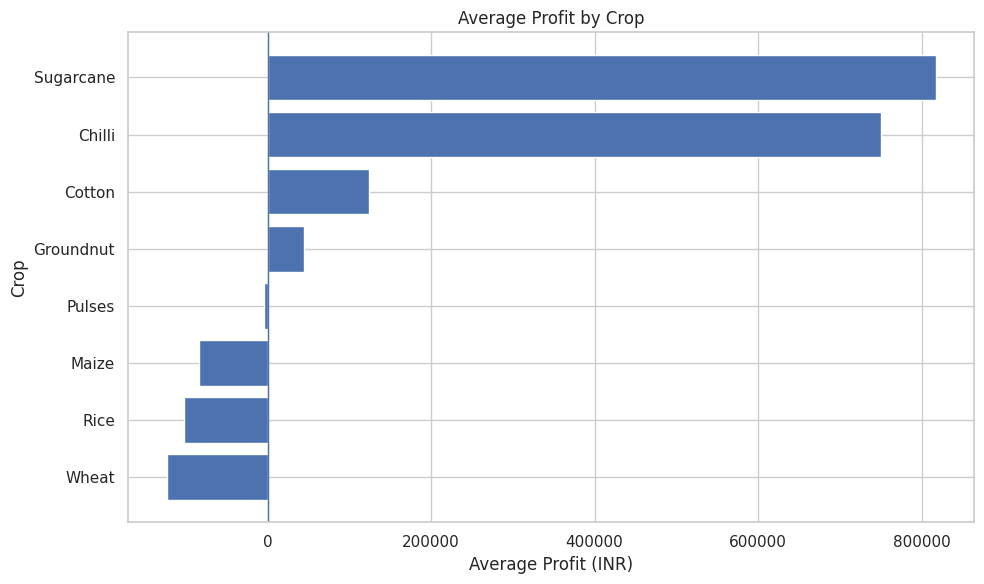 Average Profit by Crop
Crop
Sugarcane
Chilli
Cotton
Groundnut
Pulses
Maize
Rice
Wheat
0 200000 400000 600000 800000
Average Profit (INR)